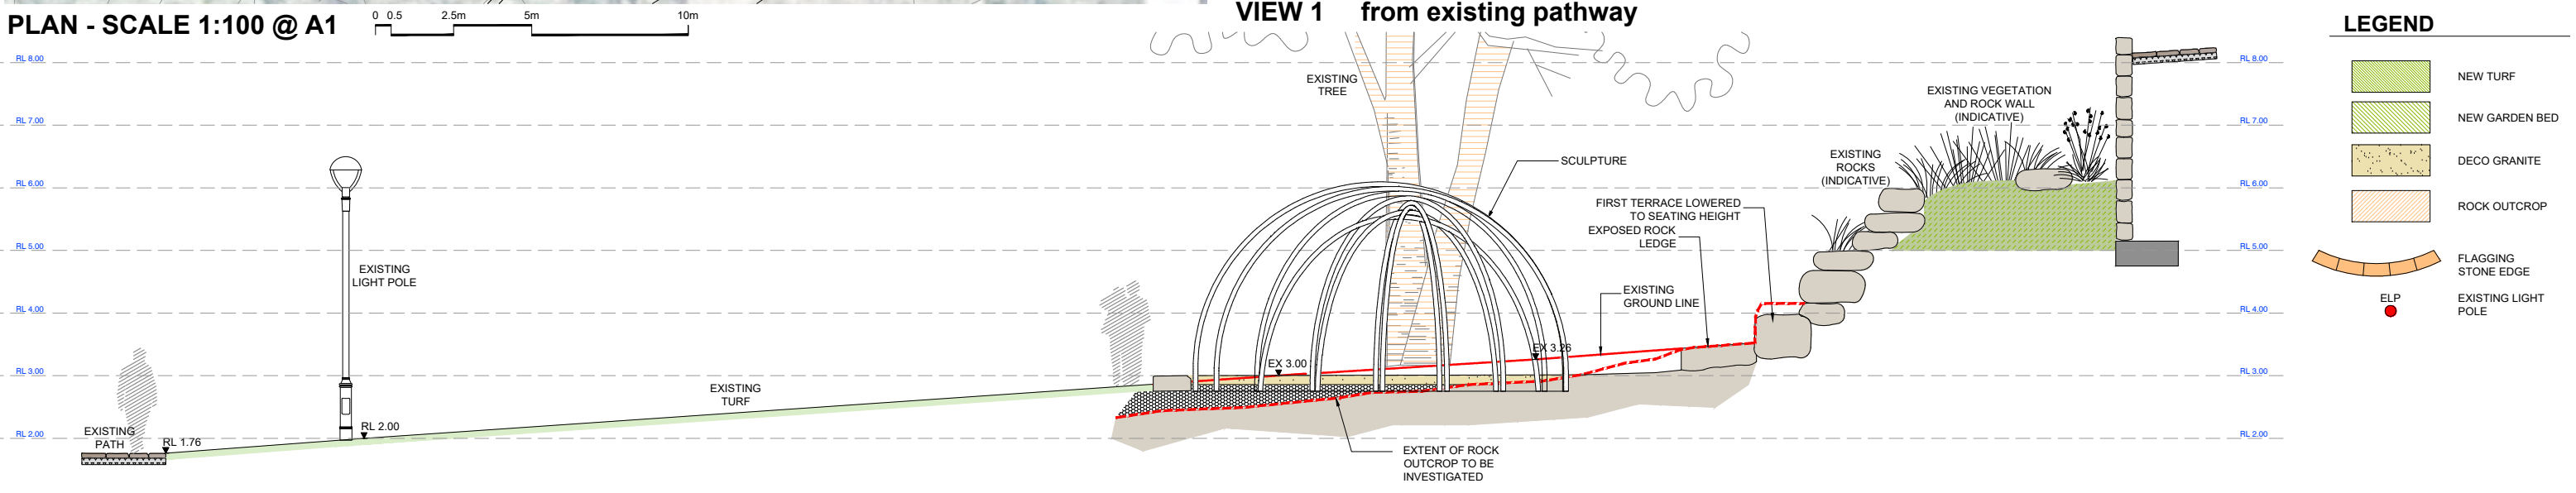 PLAN - SCALE 1:100 @ A1
0 0.5 2.5m 5m 10m
VIEW 1 from existing pathway
LEGEND
RL 8.00
RL 7.00
RL 6.00
RL 5.00
RL 4.00
RL 3.00
RL 2.00
EXISTING
PATH
RL 1.76
EXISTING
LIGHT POLE
RL 2.00
EXISTING
TURF
EXISTING
TREE
SCULPTURE
EX 3.00
EX 3.26
EXTENT OF ROCK
OUTCROP TO BE
INVESTIGATED
EXISTING
GROUND LINE
FIRST TERRACE LOWERED
TO SEATING HEIGHT
EXPOSED ROCK
LEDGE
EXISTING
ROCKS
(INDICATIVE)
EXISTING VEGETATION
AND ROCK WALL
(INDICATIVE)
RL 8.00
RL 7.00
RL 6.00
RL 5.00
RL 4.00
RL 3.00
RL 2.00
NEW TURF
NEW GARDEN BED
DECO GRANITE
ROCK OUTCROP
FLAGGING
STONE EDGE
ELP
EXISTING LIGHT
POLE